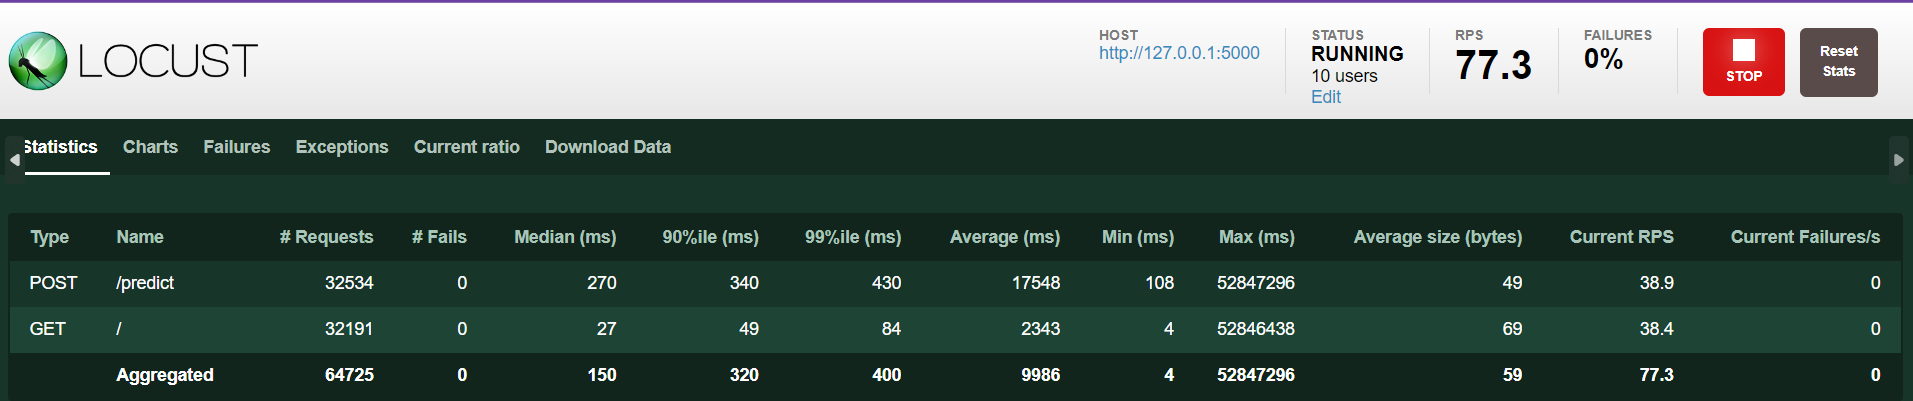 LOCUST
HOST
http://127.0.0.1:5000
STATUS
RUNNING
10 users
Edit
RPS
77.3
FAILURES
0%
STOP
Reset
Stats
Statistics Charts Failures Exceptions Current ratio Download Data
Type Name # Requests # Fails Median (ms) 90%ile (ms) 99%ile (ms) Average (ms) Min (ms) Max (ms) Average size (bytes) Current RPS Current Failures/s
POST /predict 32534 0 270 340 430 17548 108 52847296 49 38.9 0
GET / 32191 0 27 49 84 2343 4 52846438 69 38.4 0
Aggregated 64725 0 150 320 400 9986 4 52847296 59 77.3 0